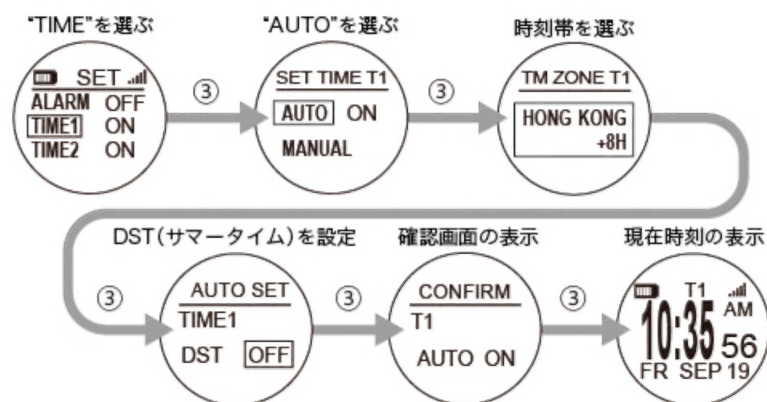 “TIME”を選ぶ
“AUTO”を選ぶ
時刻帯を選ぶ
SET
ALARM OFF
TIME1 ON
TIME2 ON
③
SET TIME T1
AUTO ON
MANUAL
③
TM ZONE T1
HONG KONG
+8H
DST(サマータイム)を設定
確認画面の表示
現在時刻の表示
③
AUTO SET
TIME1
DST OFF
③
CONFIRM
T1
AUTO ON
③
T1
AM
10:35 56
FR SEP 19